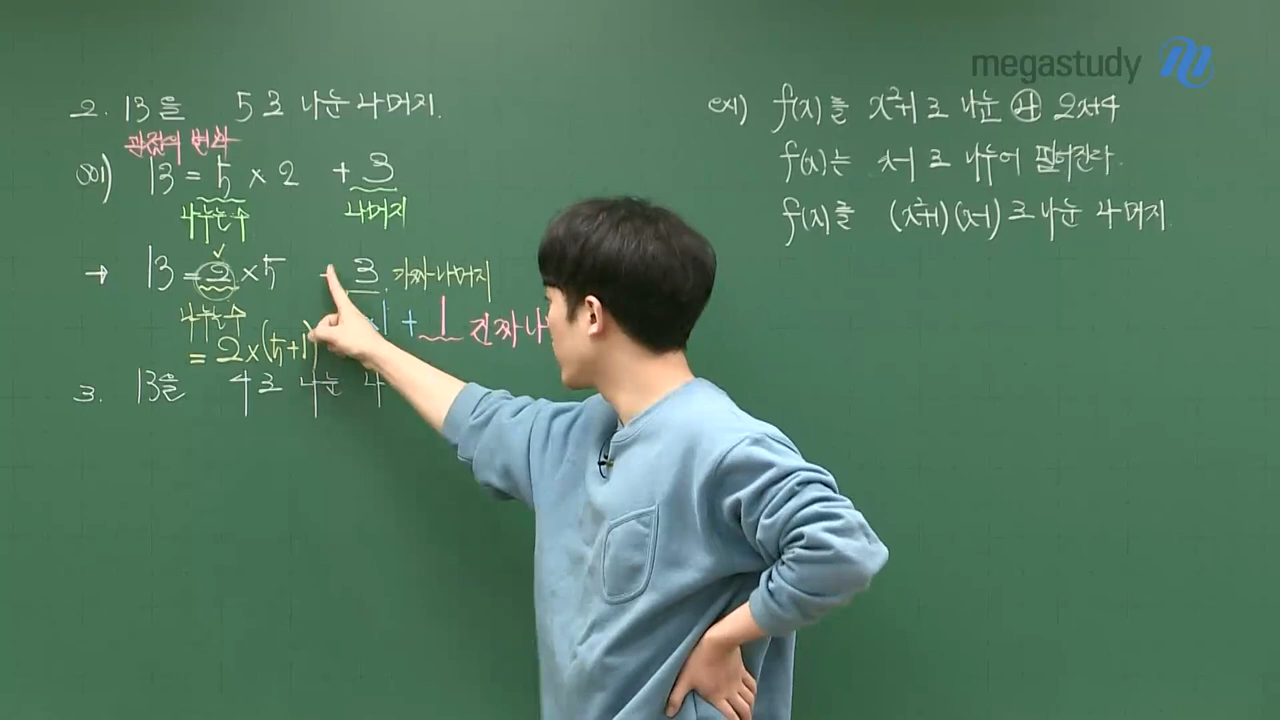 megastudy
2. 13을 5로 나눈 나머지.
관점의 변화
001) 13 = 5 × 2 + 3
나누는수 나머지
→ 13 = 2 × 5 + 3. 가짜나머지
나누는수 ×1 + 1 진짜나
= 2×(5+1)
3. 13을 4로 나눈 나
ex1) f(x)를 x²+1로 나눈 나 2x+4
f(x)는 x-1로 나누어 떨어진다.
f(x)를 (x²+1)(x-1)로 나눈 나머지.